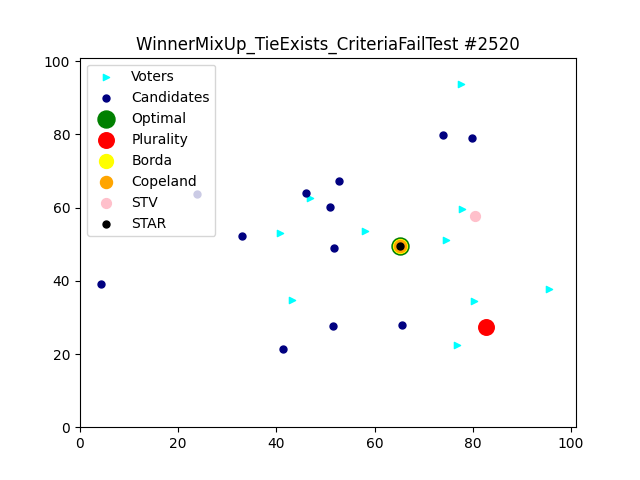 WinnerMixUp_TieExists_CriteriaFailTest #2520
100
80
60
40
20
0
0
20
40
60
80
100
Voters
Candidates
Optimal
Plurality
Borda
Copeland
STV
STAR